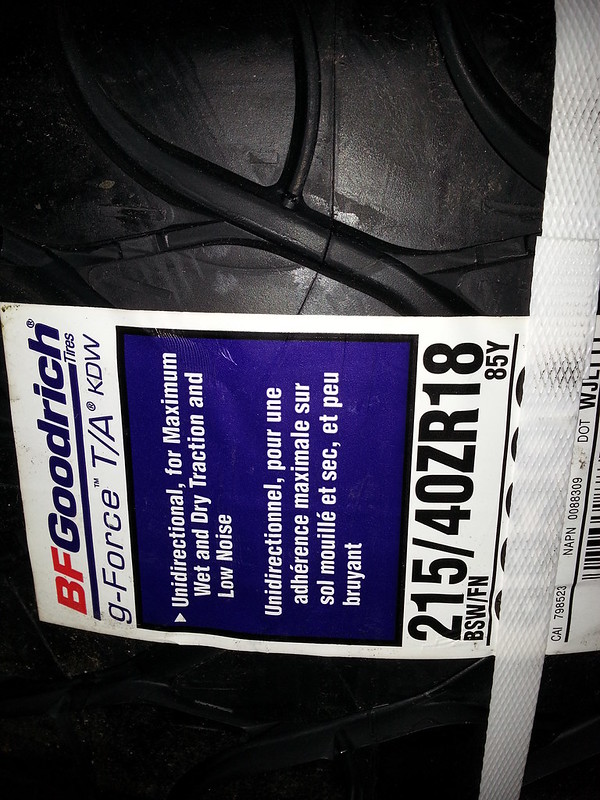 BFGoodrich®
Tires
g-Force™ T/A® KDW
▶ Unidirectional, for Maximum
Wet and Dry Traction and
Low Noise
Unidirectionnel, pour une
adhérence maximale sur
sol mouillé et sec, et peu
bruyant
215/40ZR18
85Y
BSW/FN
CAI 798523 NAPN 0088309 DOT